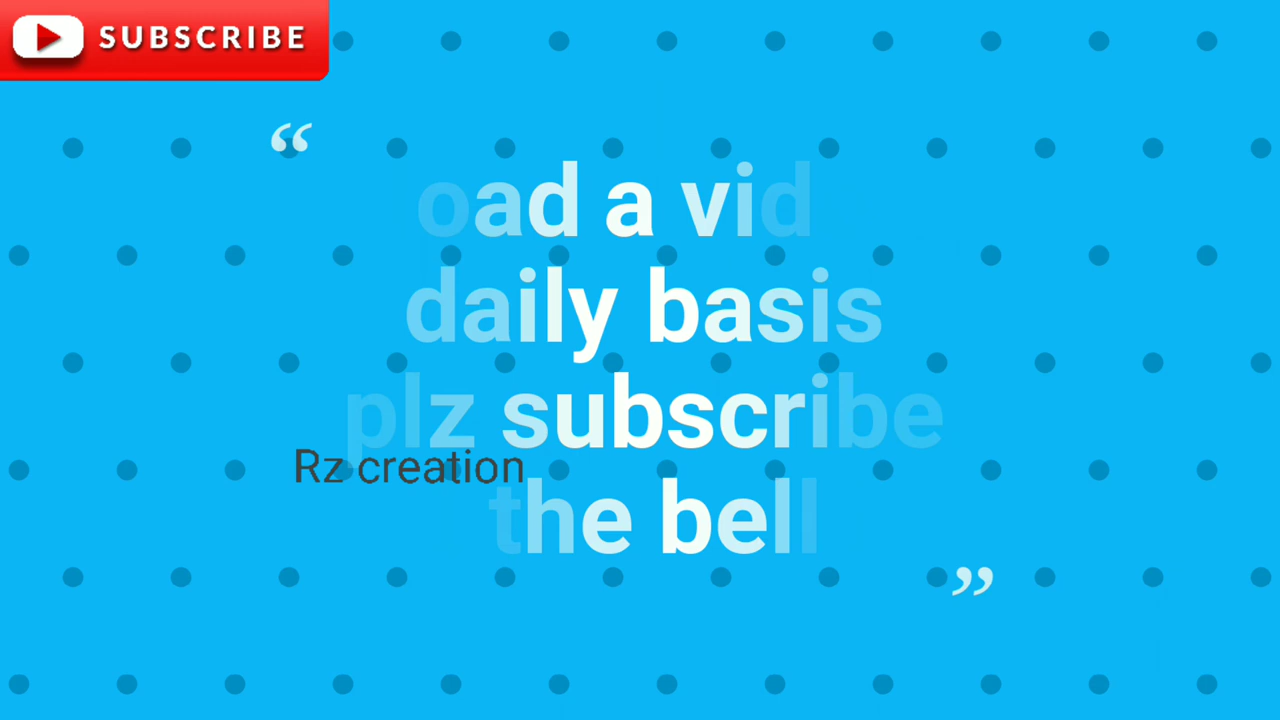 SUBSCRIBE
“
oad a vid
daily basis
plz subscribe
Rz creation
the bell
”